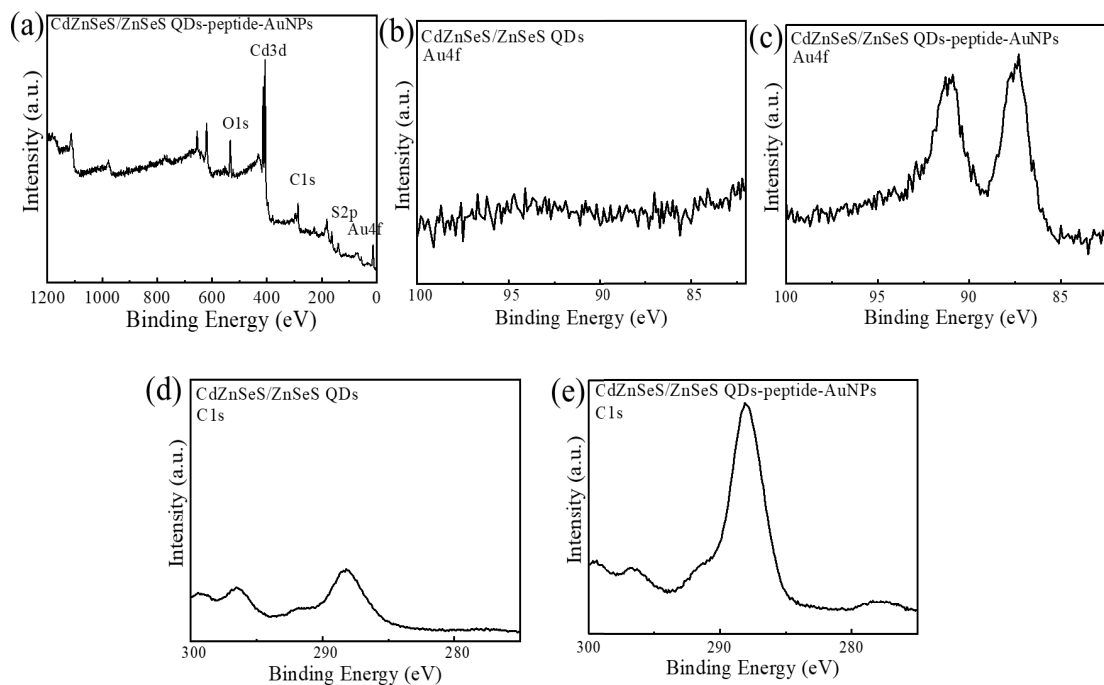 (a)
CdZnSeS/ZnSeS QDs-peptide-AuNPs
Cd3d
O1s
C1s
S2p
Au4f
Intensity (a.u.)
1200 1000 800 600 400 200 0
Binding Energy (eV)
(b)
CdZnSeS/ZnSeS QDs
Au4f
Intensity (a.u.)
100 95 90 85
Binding Energy (eV)
(c)
CdZnSeS/ZnSeS QDs-peptide-AuNPs
Au4f
Intensity (a.u.)
100 95 90 85
Binding Energy (eV)
(d)
CdZnSeS/ZnSeS QDs
C1s
Intensity (a.u.)
300 290 280
Binding Energy (eV)
(e)
CdZnSeS/ZnSeS QDs-peptide-AuNPs
C1s
Intensity (a.u.)
300 290 280
Binding Energy (eV)